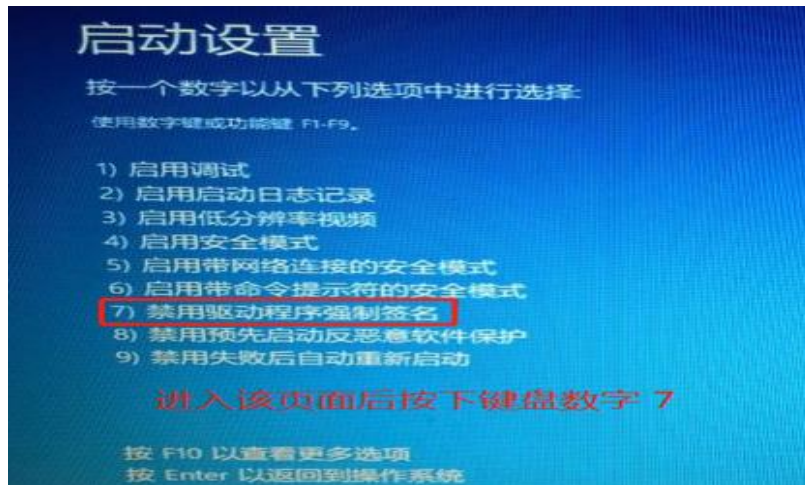 启动设置
按一个数字以从下列选项中进行选择:
使用数字键或功能键 F1-F9。
1) 启用调试
2) 启用启动日志记录
3) 启用低分辨率视频
4) 启用安全模式
5) 启用带网络连接的安全模式
6) 启用带命令提示符的安全模式
7) 禁用驱动程序强制签名
8) 禁用预先启动反恶意软件保护
9) 禁用失败后自动重新启动
进入该页面后按下键盘数字 7
按 F10 以查看更多选项
按 Enter 以返回到操作系统